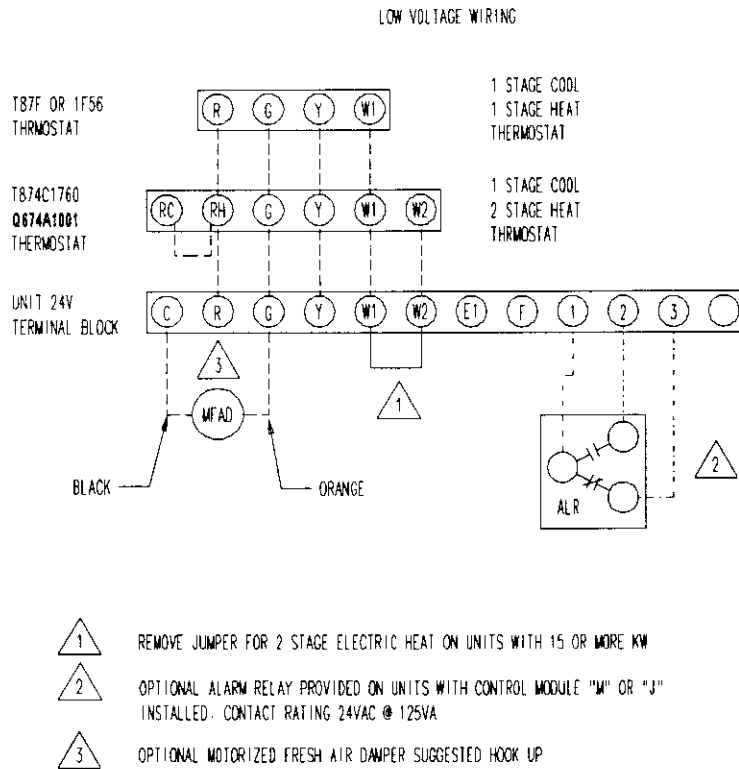 LOW VOLTAGE WIRING
T87F OR 1F56
THRMOSTAT
R G Y W1
1 STAGE COOL
1 STAGE HEAT
THERMOSTAT
T874C1760
Q674A1001
THERMOSTAT
RC RH G Y W1 W2
1 STAGE COOL
2 STAGE HEAT
THRMOSTAT
UNIT 24V
TERMINAL BLOCK
C R G Y W1 W2 E1 F 1 2 3
3
MFAD
1
2
BLACK
ORANGE
ALR
1 REMOVE JUMPER FOR 2 STAGE ELECTRIC HEAT ON UNITS WITH 15 OR MORE KW
2 OPTIONAL ALARM RELAY PROVIDED ON UNITS WITH CONTROL MODULE "M" OR "J"
INSTALLED. CONTACT RATING 24VAC @ 125VA
3 OPTIONAL MOTORIZED FRESH AIR DAMPER SUGGESTED HOOK UP